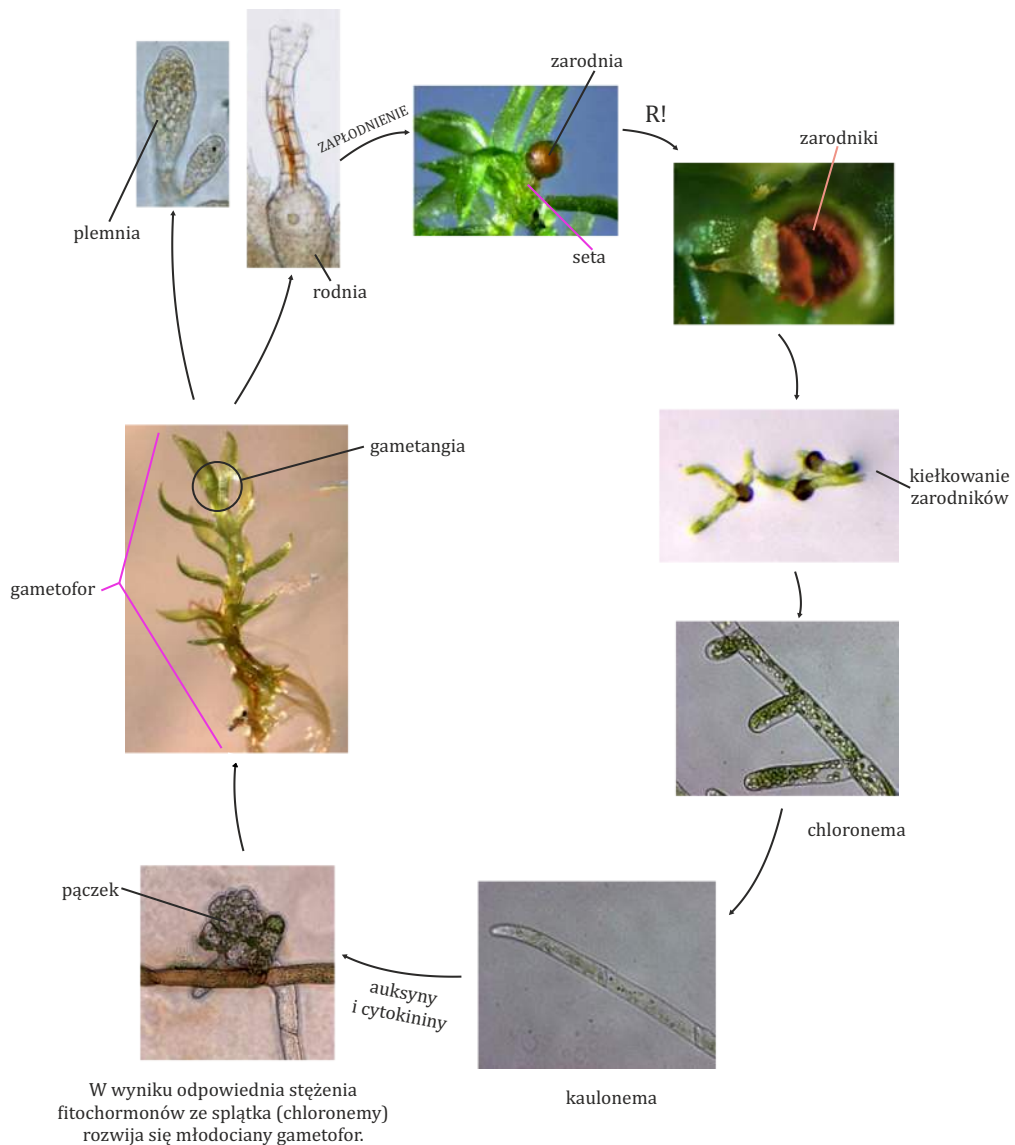 zarodnia
ZAPŁODNIENIE
R!
zarodniki
plemnia
seta
rodnia
gametangia
kiełkowanie
zarodników
gametofor
chloronema
pączek
auksyny
i cytokininy
kaulonema
W wyniku odpowiednia stężenia
fitochormonów ze splątka (chloronemy)
rozwija się młodociany gametofor.